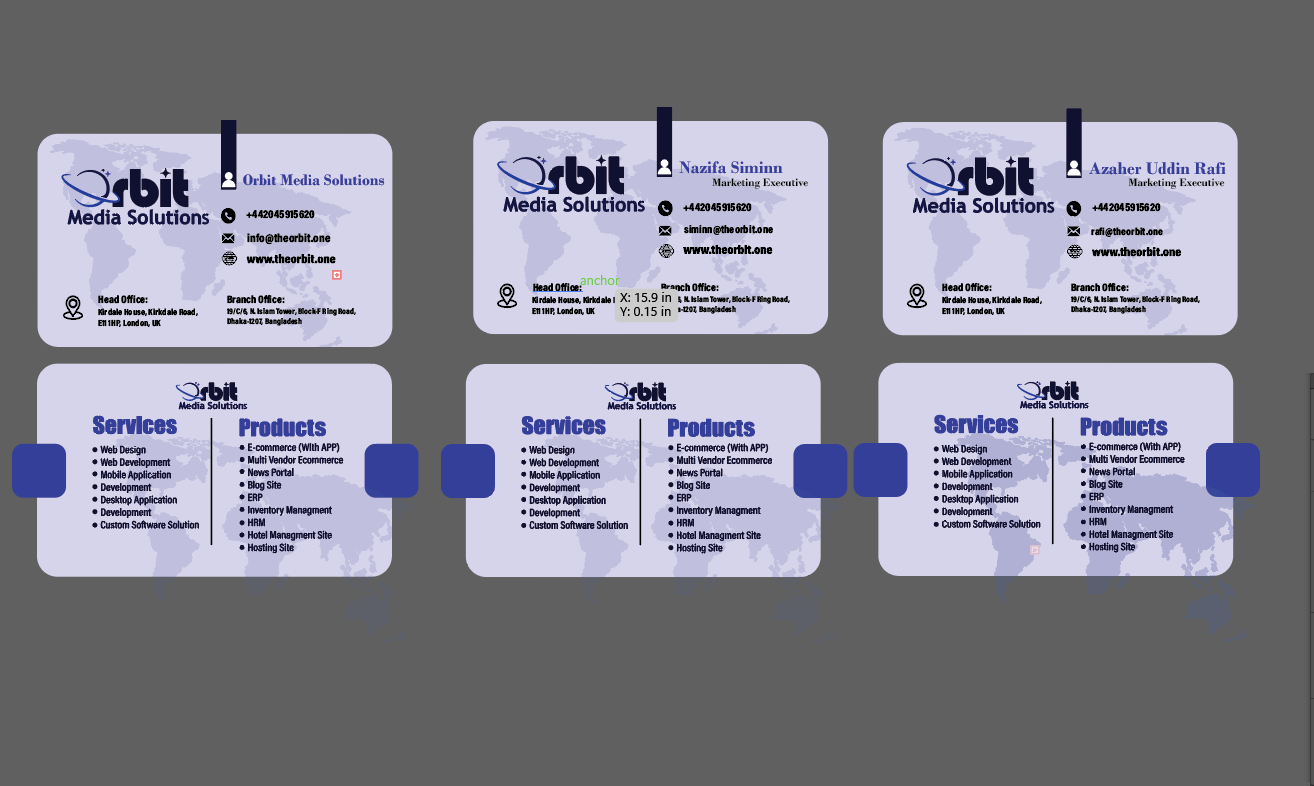 Orbit
Media Solutions
Orbit Media Solutions
+442045915620
info@theorbit.one
www.theorbit.one
Head Office:
Kirdale House, Kirkdale Road,
E11 1HP, London, UK
Branch Office:
19/C/6, N. Islam Tower, Block-F Ring Road,
Dhaka-1207, Bangladesh
Orbit
Media Solutions
Nazifa Siminn
Marketing Executive
+442045915620
siminn@theorbit.one
www.theorbit.one
anchor
X: 15.9 in
Y: 0.15 in
Head Office:
Kirdale House, Kirkdale
E11 1HP, London, UK
Branch Office:
N. Islam Tower, Block-F Ring Road,
Dhaka-1207, Bangladesh
Orbit
Media Solutions
Azaher Uddin Rafi
Marketing Executive
+442045915620
rafi@theorbit.one
www.theorbit.one
Head Office:
Kirdale House, Kirkdale Road,
E11 1HP, London, UK
Branch Office:
19/C/6, N. Islam Tower, Block-F Ring Road,
Dhaka-1207, Bangladesh
Orbit
Media Solutions
Services
Web Design
Web Development
Mobile Application
Development
Desktop Application
Development
Custom Software Solution
Products
E-commerce (With APP)
Multi Vendor Ecommerce
News Portal
Blog Site
ERP
Inventory Managment
HRM
Hotel Managment Site
Hosting Site
Orbit
Media Solutions
Services
Web Design
Web Development
Mobile Application
Development
Desktop Application
Development
Custom Software Solution
Products
E-commerce (With APP)
Multi Vendor Ecommerce
News Portal
Blog Site
ERP
Inventory Managment
HRM
Hotel Managment Site
Hosting Site
Orbit
Media Solutions
Services
Web Design
Web Development
Mobile Application
Development
Desktop Application
Development
Custom Software Solution
Products
E-commerce (With APP)
Multi Vendor Ecommerce
News Portal
Blog Site
ERP
Inventory Managment
HRM
Hotel Managment Site
Hosting Site